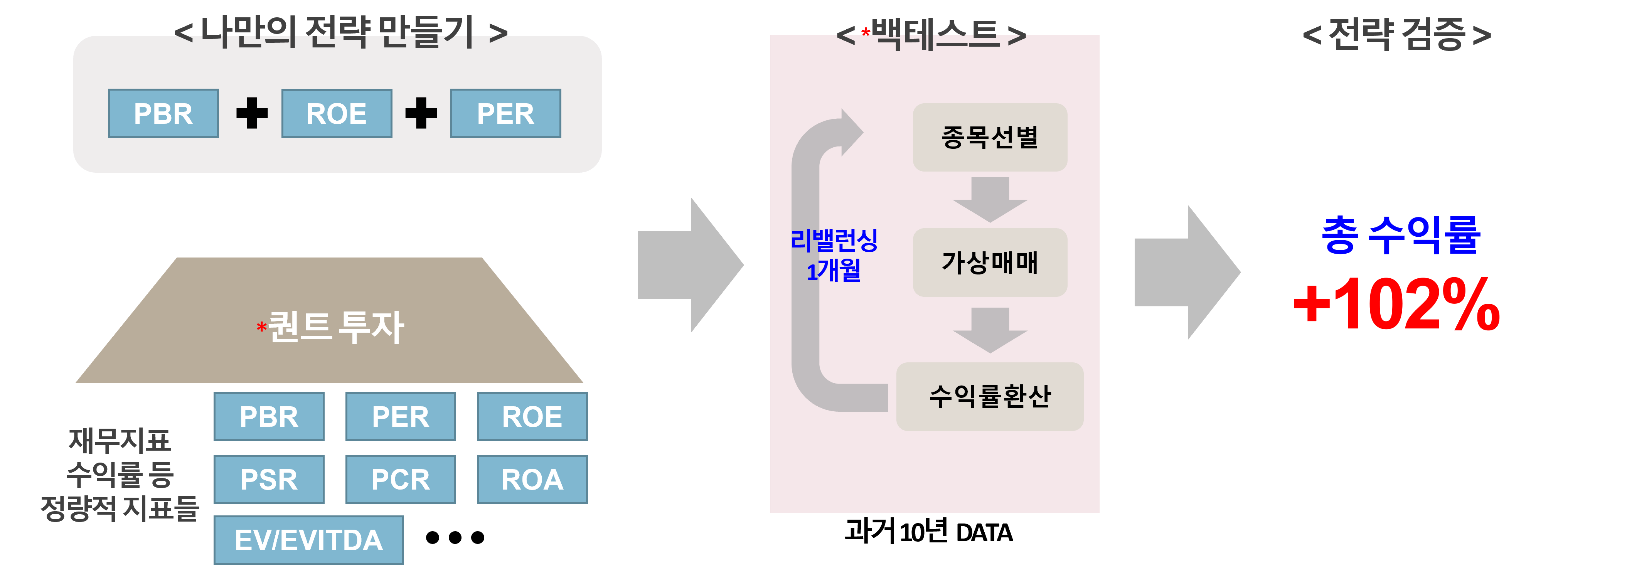 < 나만의 전략 만들기 >
PBR + ROE + PER
*퀀트 투자
재무지표
수익률 등
정량적 지표들
PBR PER ROE
PSR PCR ROA
EV/EVITDA •••
< *백테스트 >
종목선별
리밸런싱
1개월
가상매매
수익률환산
과거 10년 DATA
< 전략 검증 >
총 수익률
+102%